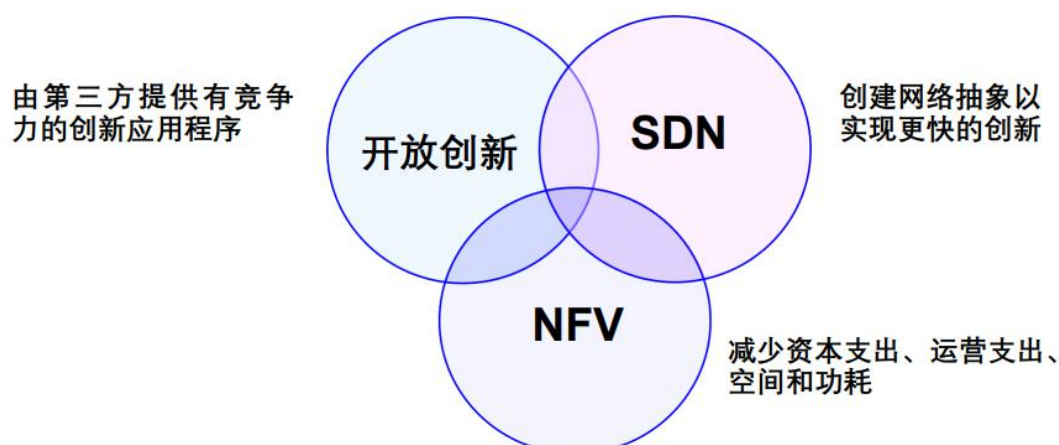 由第三方提供有竞争
力的创新应用程序
开放创新
SDN
创建网络抽象以
实现更快的创新
NFV
减少资本支出、运营支出、
空间和功耗